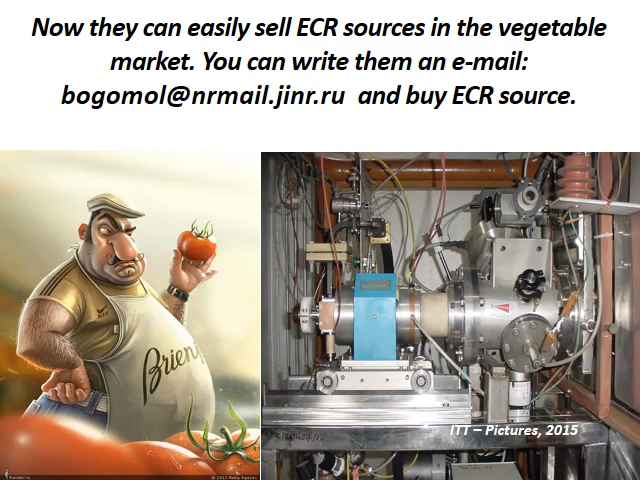 Now they can easily sell ECR sources in the vegetable
market. You can write them an e-mail:
bogomol@nrmail.jinr.ru and buy ECR source.
Brien
ITT – Pictures, 2015